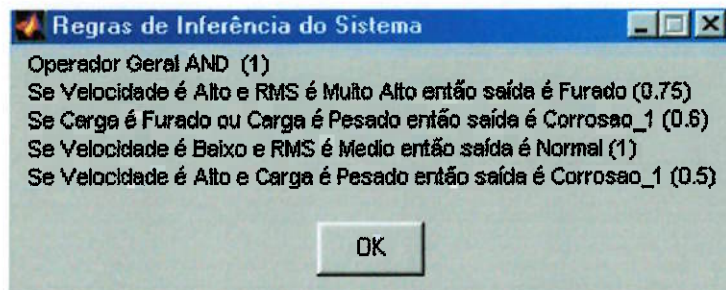 Regras de Inferência do Sistema
Operador Geral AND (1)
Se Velocidade é Alto e RMS é Muito Alto então saída é Furado (0.75)
Se Carga é Furado ou Carga é Pesado então saída é Corrosao_1 (0.6)
Se Velocidade é Baixo e RMS é Medio então saída é Normal (1)
Se Velocidade é Alto e Carga é Pesado então saída é Corrosao_1 (0.5)
OK